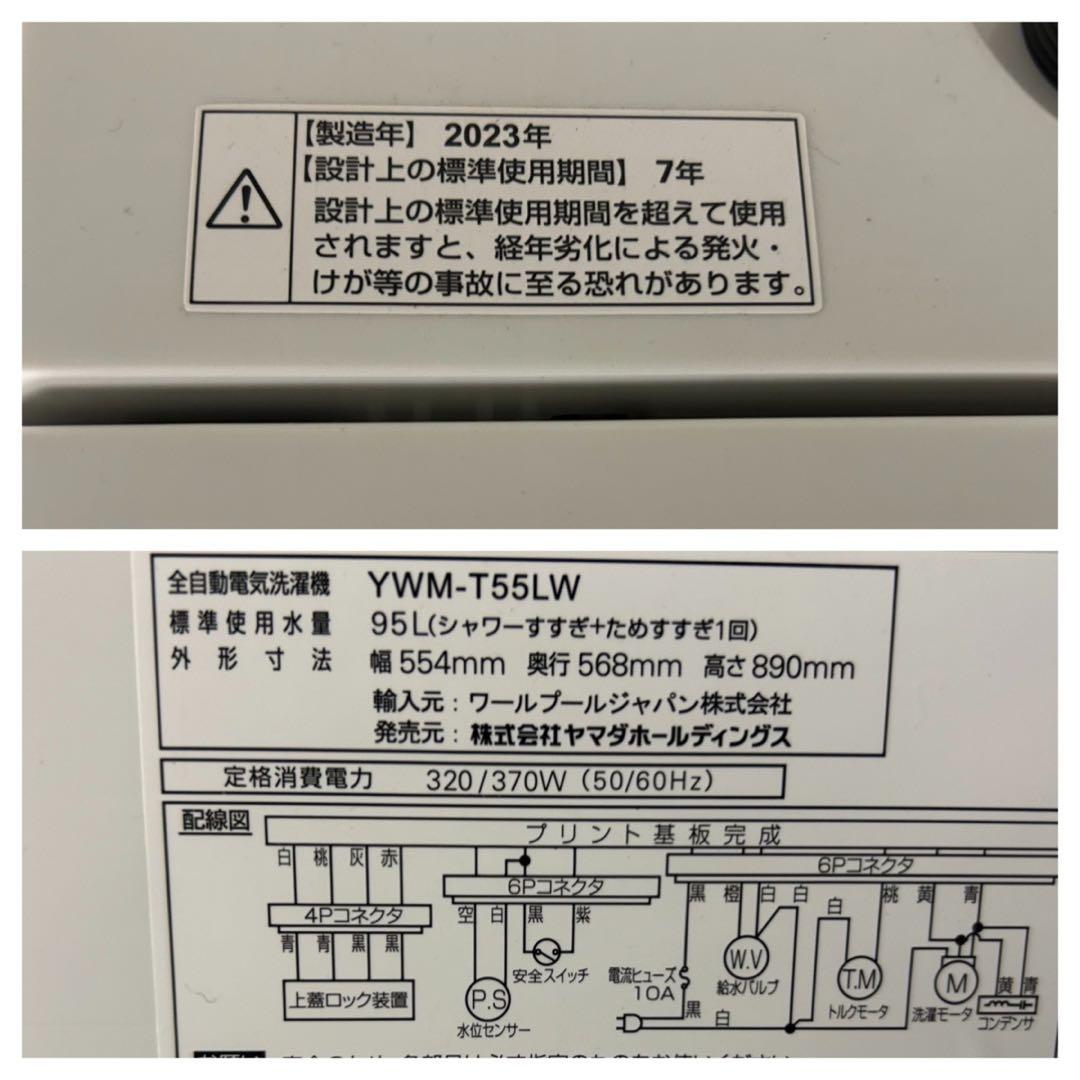 【製造年】 2023年
【設計上の標準使用期間】 7年
設計上の標準使用期間を超えて使用
されますと、経年劣化による発火・
けが等の事故に至る恐れがあります。
全自動電気洗濯機 YWM-T55LW
標準使用水量 95L(シャワーすすぎ+ためすすぎ1回)
外形寸法 幅554mm 奥行568mm 高さ890mm
輸入元：ワールプールジャパン株式会社
発売元：株式会社ヤマダホールディングス
定格消費電力 320/370W (50/60Hz)
配線図
プリント基板完成
白 桃 灰 赤
6Pコネクタ
6Pコネクタ
黒 橙 白 白 白 桃 黄 青
4Pコネクタ
空 白 黒 紫
青 青 黒 黒
安全スイッチ
上蓋ロック装置
P.S
水位センサー
電流ヒューズ
10A
W.V
給水バルブ
T.M
トルクモータ
M
洗濯モータ
黄 青
コンデンサ
黒
白